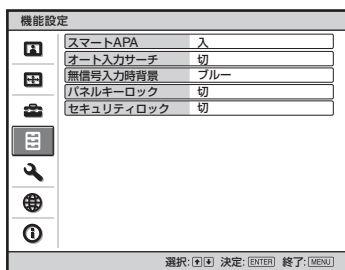 機能設定
スマートAPA 入
オート入力サーチ 切
無信号入力時背景 ブルー
パネルキーロック 切
セキュリティロック 切
選択:↑↓ 決定:ENTER 終了:MENU